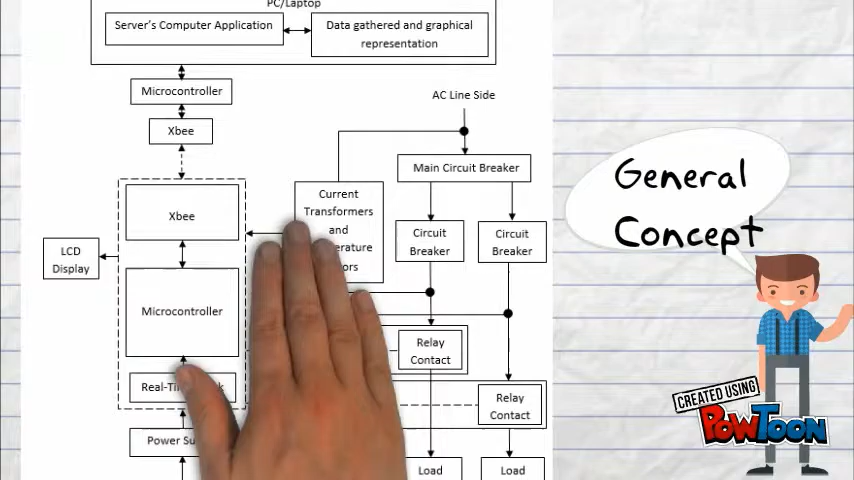 PC/Laptop
Server's Computer Application
Data gathered and graphical
representation
Microcontroller
AC Line Side
Xbee
Main Circuit Breaker
Current
Transformers
and
Xbee
Circuit
Breaker
Circuit
Breaker
LCD
Display
Microcontroller
Relay
Contact
Relay
Contact
Power
Load
Load
General
Concept
CREATED USING
POWTOON